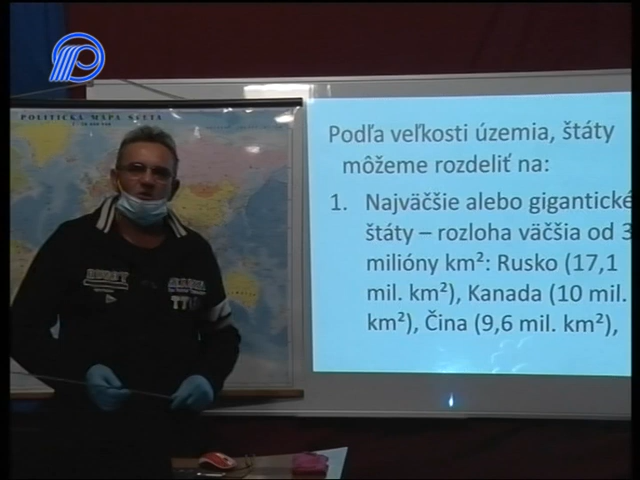 POLITICKÁ MAPA SVETA
Podľa veľkosti územia, štáty
môžeme rozdeliť na:
1. Najväčšie alebo gigantické
štáty – rozloha väčšia od 3
milióny km²: Rusko (17,1
mil. km²), Kanada (10 mil.
km²), Čína (9,6 mil. km²),
RUGBY